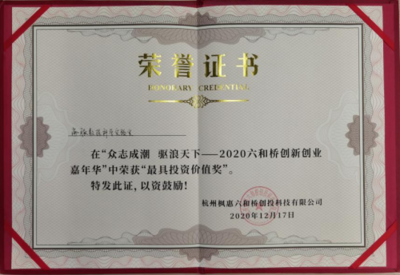 荣誉证书
HONORARY CREDENTIAL
在“众志成潮 驱浪天下——2020六和桥创新创业
嘉年华”中荣获“最具投资价值奖”。
特发此证,以资鼓励!
杭州枫惠六和桥创投科技有限公司
2020年12月17日